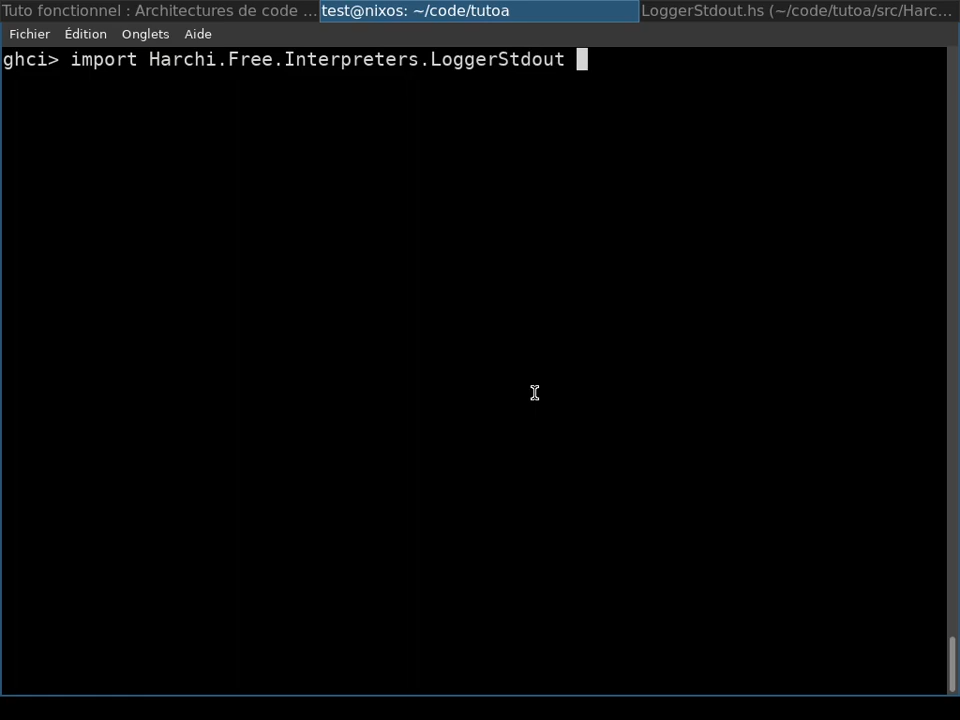 Tuto fonctionnel : Architectures de code ... test@nixos: ~/code/tutoa LoggerStdout.hs (~/code/tutoa/src/Harc...
Fichier Édition Onglets Aide
ghci> import Harchi.Free.Interpreters.LoggerStdout